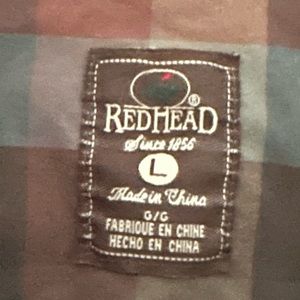 ®
REDHEAD
Since 1856
L
Made in China
G/G
FABRIQUE EN CHINE
HECHO EN CHINA